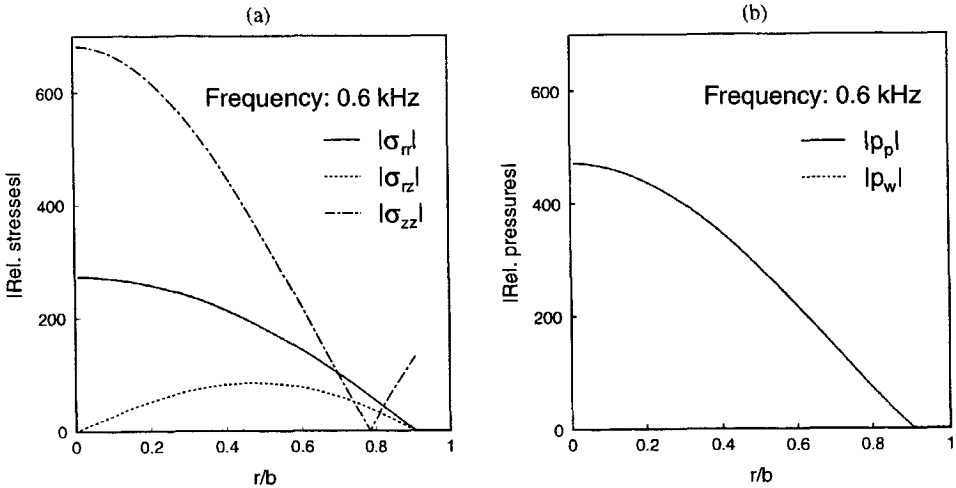 (a)
|Rel. stresses|
600
400
200
0
Frequency: 0.6 kHz
|σrr|
|σrz|
|σzz|
0 0.2 0.4 0.6 0.8 1
r/b
(b)
|Rel. pressures|
600
400
200
0
Frequency: 0.6 kHz
|pp|
|pw|
0 0.2 0.4 0.6 0.8 1
r/b